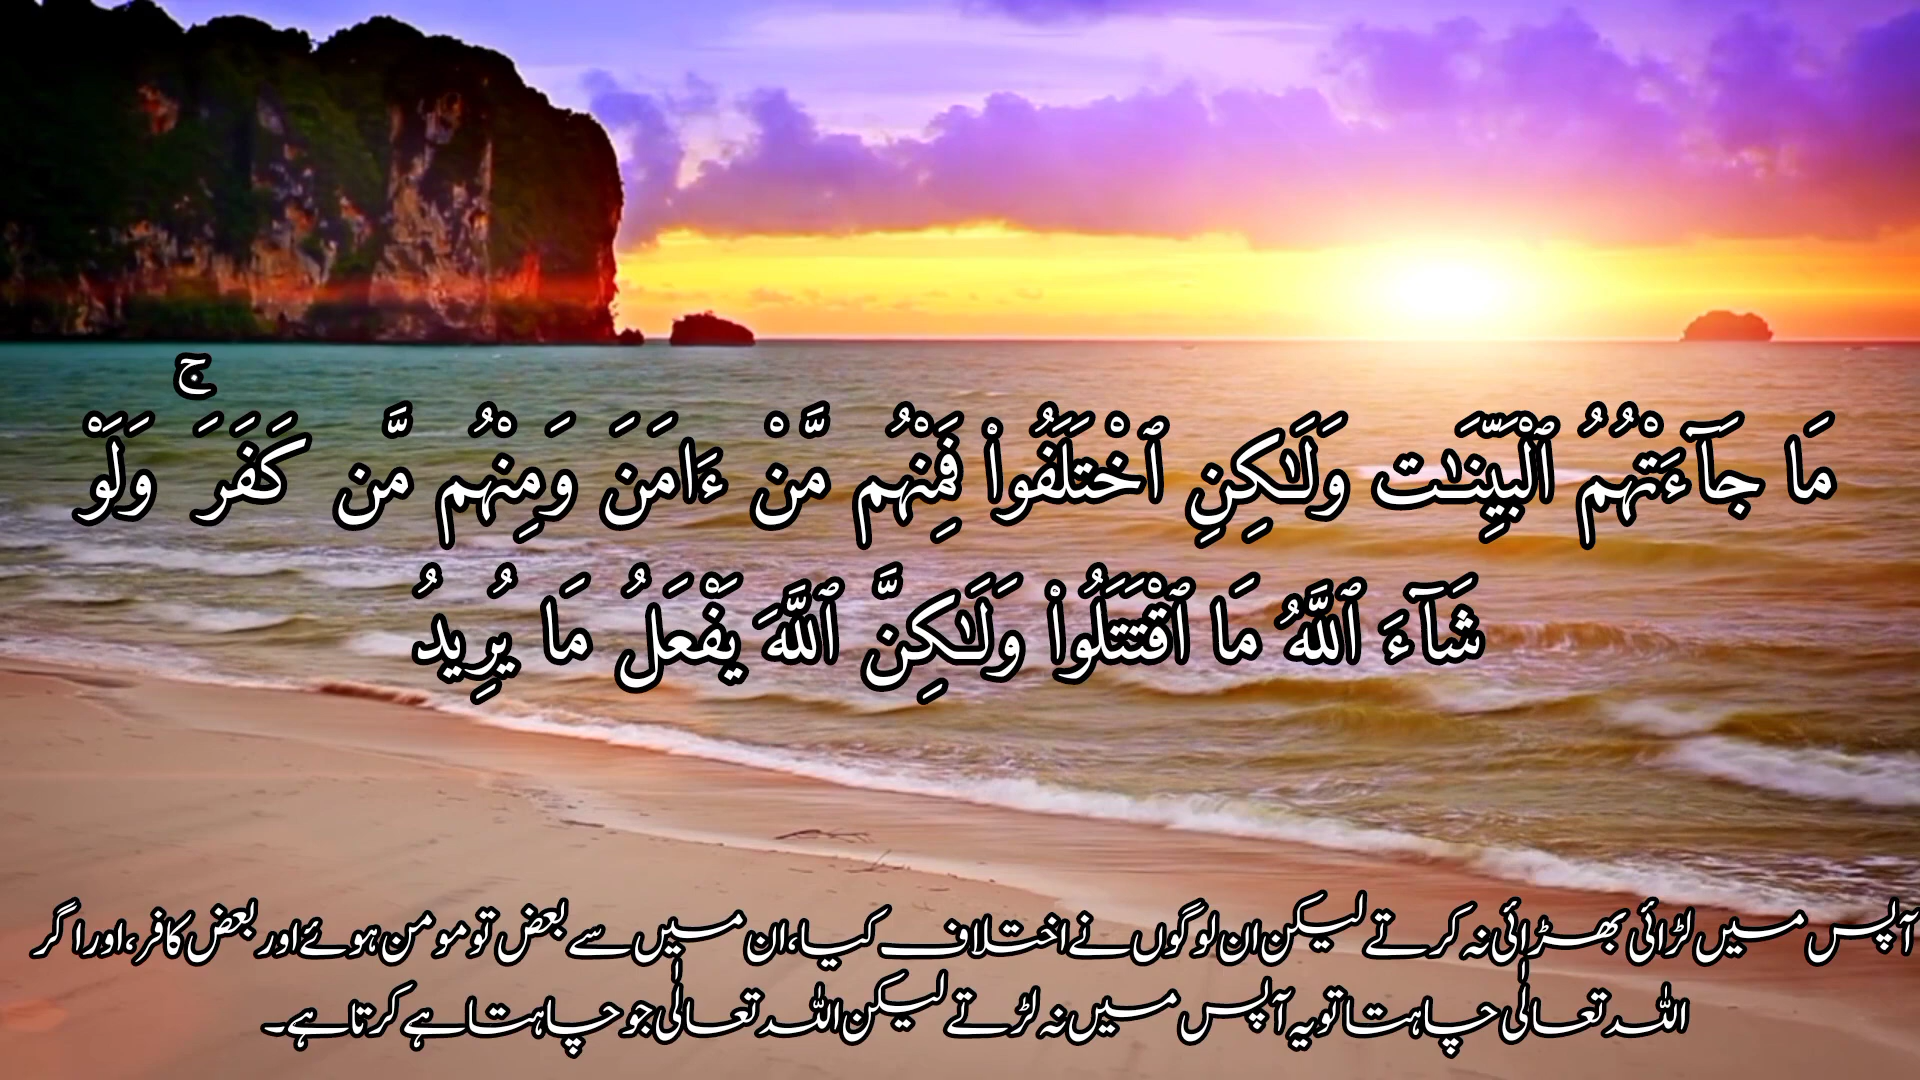 مَا جَآءَتْهُمُ ٱلْبَيِّنَـٰت وَلَـٰكِنِ ٱخْتَلَفُوا۟ فَمِنْهُم مَّنْ ءَامَنَ وَمِنْهُم مَّن كَفَرَ ۚ وَلَوْ
شَآءَ ٱللَّهُ مَا ٱقْتَتَلُوا۟ وَلَـٰكِنَّ ٱللَّهَ يَفْعَلُ مَا يُرِيدُ
آپس میں لڑائی بھڑائی نہ کرتے لیکن ان لوگوں نے اختلاف کیا،ان میں سے بعض تو مومن ہوئے اور بعض کافر،اور اگر
اللہ تعالٰی چاہتا تو یہ آپس میں نہ لڑتے لیکن اللہ تعالٰی جو چاہتا ہے کرتا ہے۔